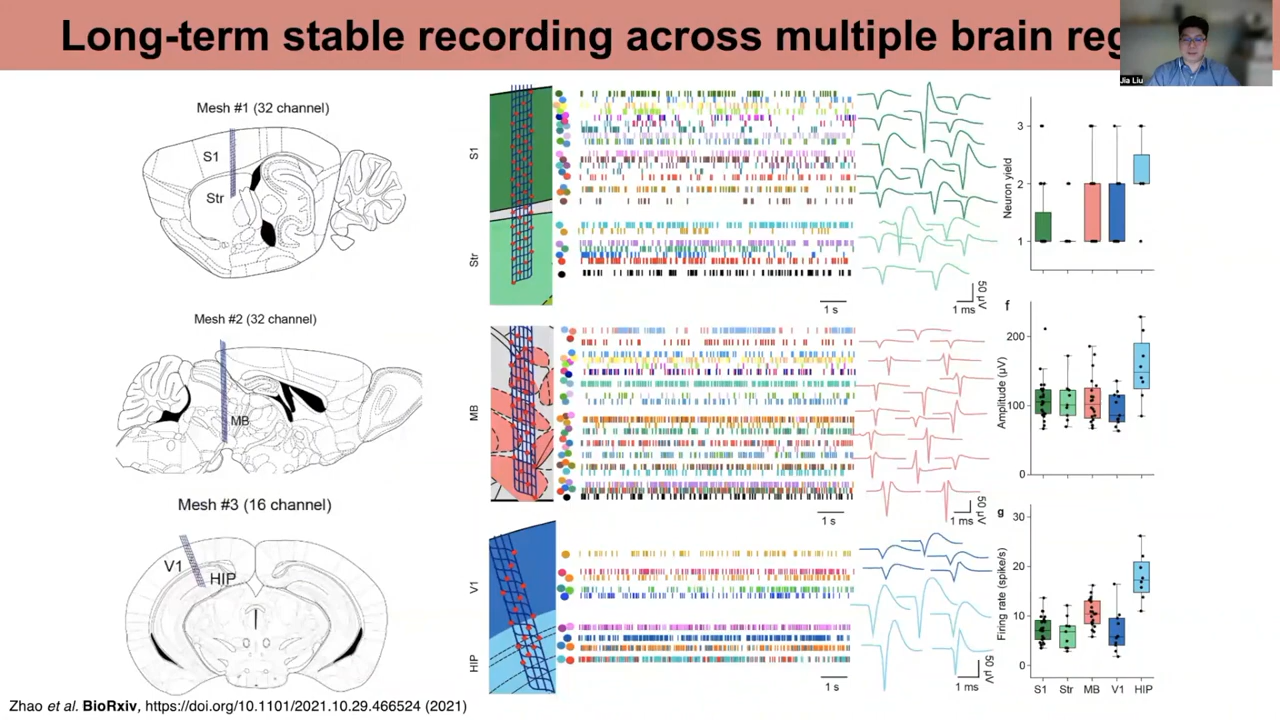 Long-term stable recording across multiple brain reg
Jia Liu
Mesh #1 (32 channel)
S1
Str
Mesh #2 (32 channel)
MB
Mesh #3 (16 channel)
V1
HIP
S1
Str
1 s
1 ms
50 µV
MB
1 s
1 ms
50 µV
V1
HIP
1 s
1 ms
50 µV
Neuron yield
3
2
1
f
Amplitude (µV)
200
100
0
g
Firing rate (spike/s)
30
20
10
0
S1 Str MB V1 HIP
Zhao et al. BioRxiv, https://doi.org/10.1101/2021.10.29.466524 (2021)